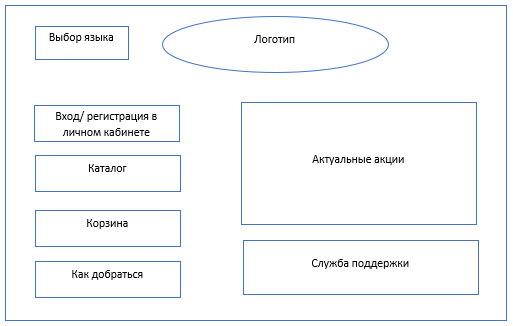 Выбор языка
Логотип
Вход/ регистрация в
личном кабинете
Каталог
Корзина
Как добраться
Актуальные акции
Служба поддержки